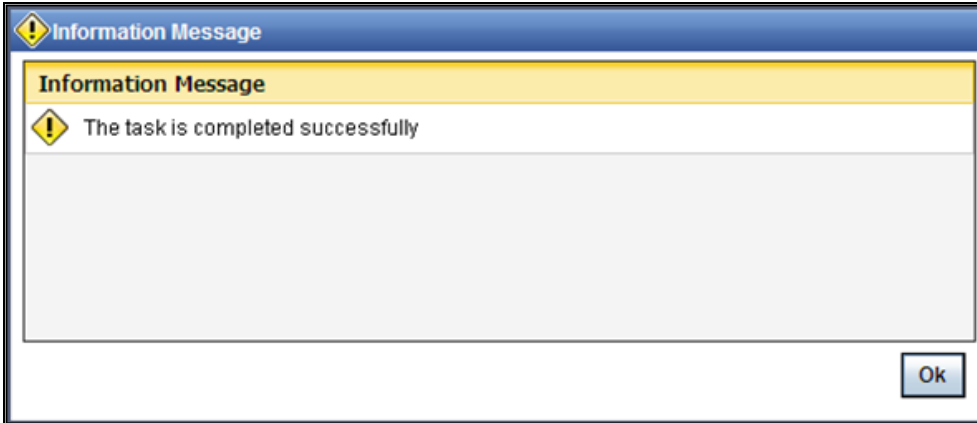 Information Message
Information Message
The task is completed successfully
Ok